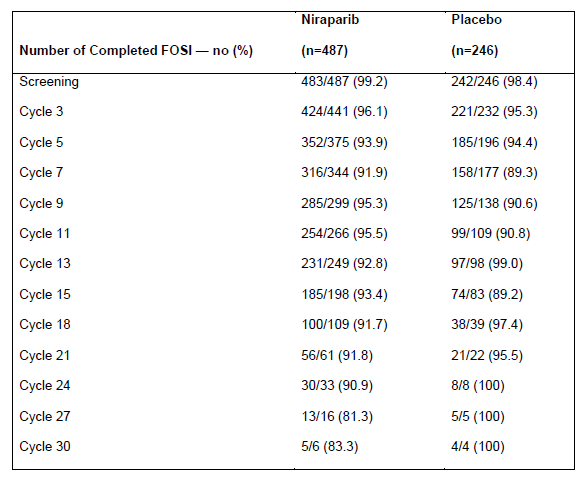 Niraparib Placebo
Number of Completed FOSI — no (%) (n=487) (n=246)
Screening 483/487 (99.2) 242/246 (98.4)
Cycle 3 424/441 (96.1) 221/232 (95.3)
Cycle 5 352/375 (93.9) 185/196 (94.4)
Cycle 7 316/344 (91.9) 158/177 (89.3)
Cycle 9 285/299 (95.3) 125/138 (90.6)
Cycle 11 254/266 (95.5) 99/109 (90.8)
Cycle 13 231/249 (92.8) 97/98 (99.0)
Cycle 15 185/198 (93.4) 74/83 (89.2)
Cycle 18 100/109 (91.7) 38/39 (97.4)
Cycle 21 56/61 (91.8) 21/22 (95.5)
Cycle 24 30/33 (90.9) 8/8 (100)
Cycle 27 13/16 (81.3) 5/5 (100)
Cycle 30 5/6 (83.3) 4/4 (100)